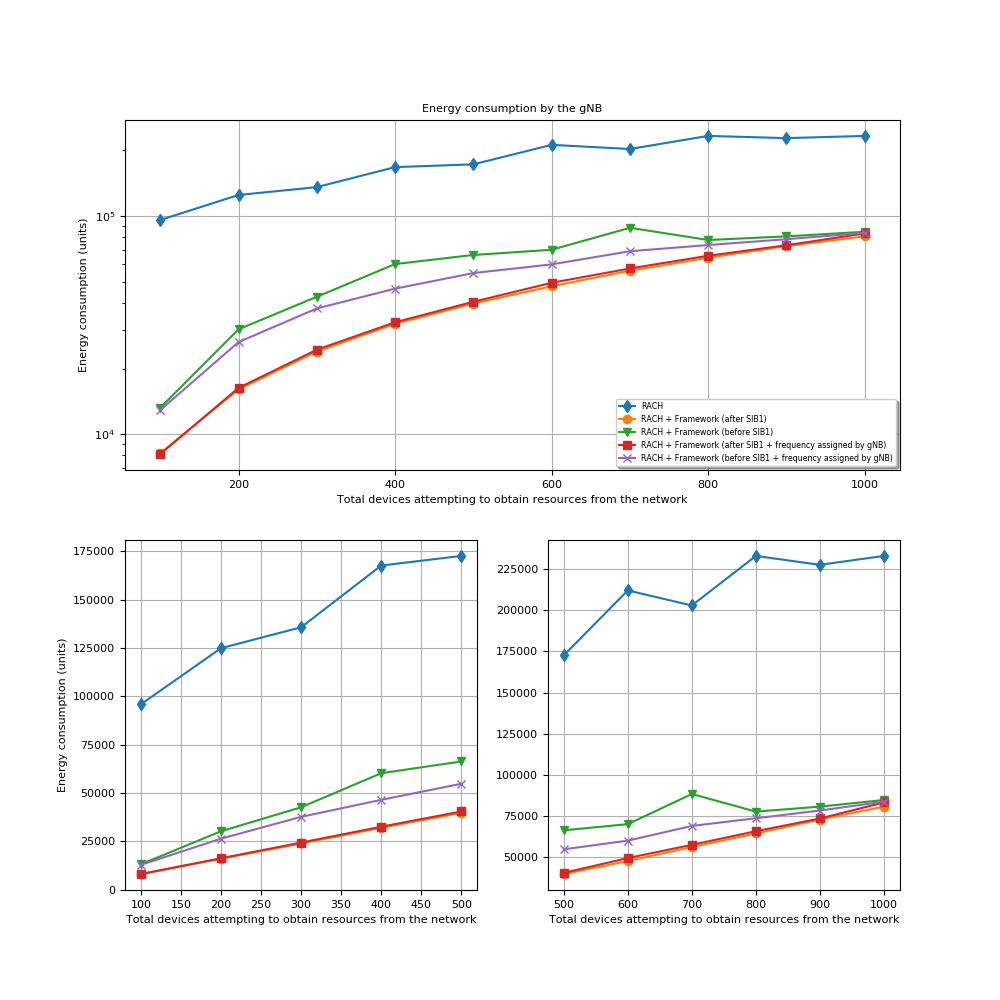 Energy consumption by the gNB
Energy consumption (units)
10⁵
10⁴
RACH
RACH + Framework (after SIB1)
RACH + Framework (before SIB1)
RACH + Framework (after SIB1 + frequency assigned by gNB)
RACH + Framework (before SIB1 + frequency assigned by gNB)
200 400 600 800 1000
Total devices attempting to obtain resources from the network
Energy consumption (units)
175000
150000
125000
100000
75000
50000
25000
0
100 150 200 250 300 350 400 450 500
Total devices attempting to obtain resources from the network
225000
200000
175000
150000
125000
100000
75000
50000
500 600 700 800 900 1000
Total devices attempting to obtain resources from the network